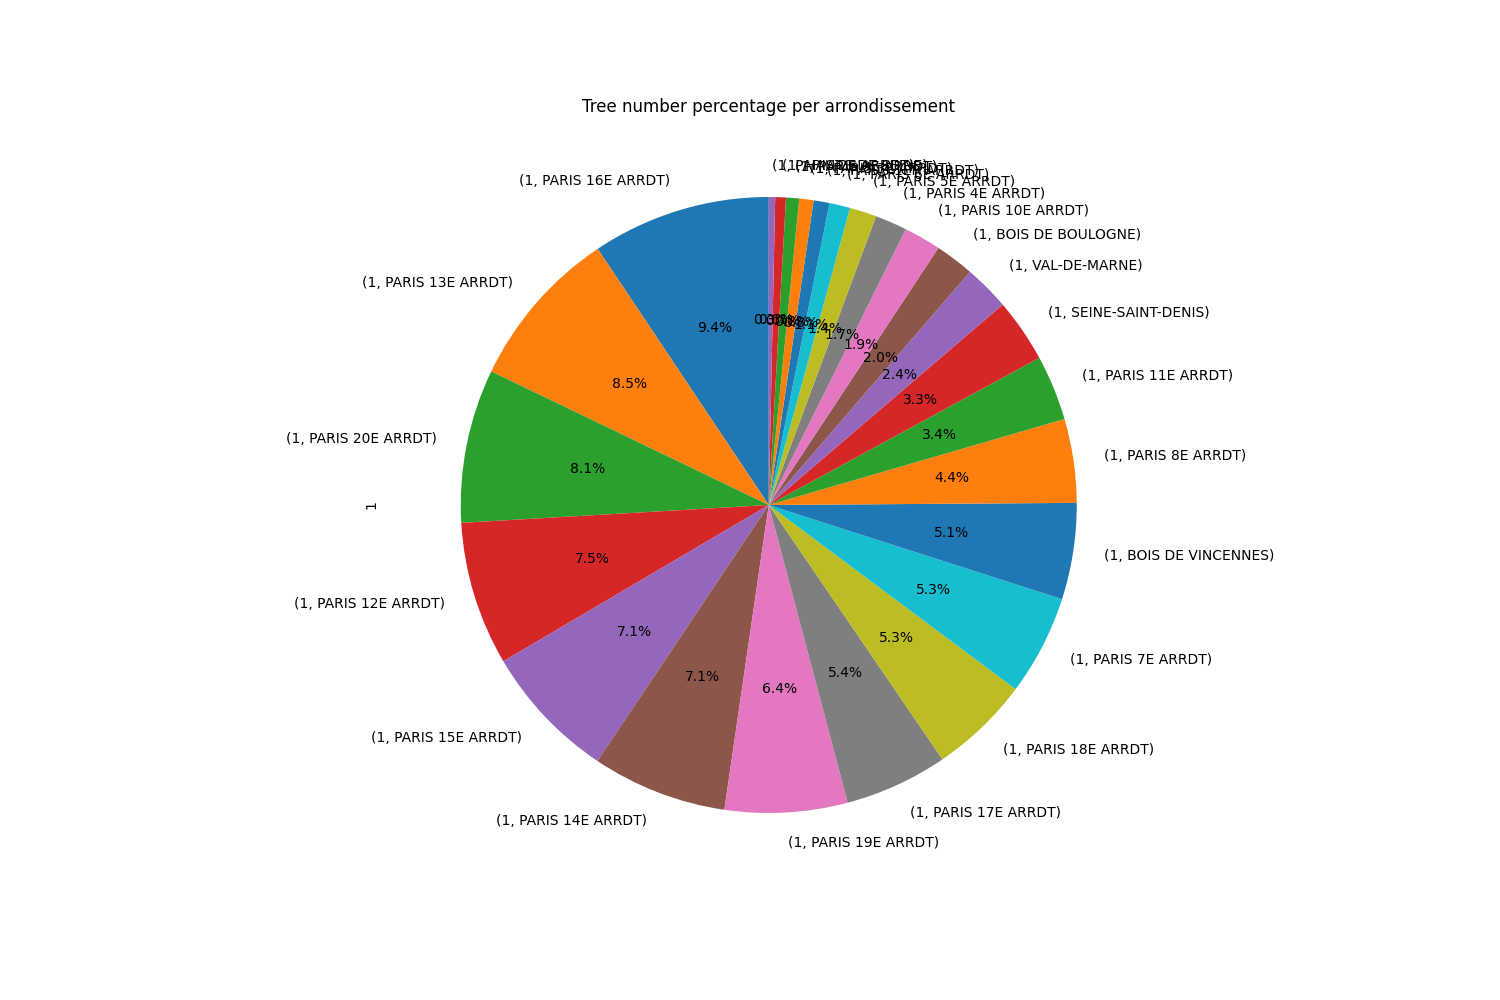 Tree number percentage per arrondissement
(1, PARIS 16E ARRDT)
(1, PARIS 13E ARRDT)
(1, PARIS 20E ARRDT)
(1, PARIS 12E ARRDT)
(1, PARIS 15E ARRDT)
(1, PARIS 14E ARRDT)
(1, PARIS 19E ARRDT)
(1, PARIS 17E ARRDT)
(1, PARIS 18E ARRDT)
(1, PARIS 7E ARRDT)
(1, BOIS DE VINCENNES)
(1, PARIS 8E ARRDT)
(1, PARIS 11E ARRDT)
(1, SEINE-SAINT-DENIS)
(1, VAL-DE-MARNE)
(1, BOIS DE BOULOGNE)
(1, PARIS 10E ARRDT)
(1, PARIS 4E ARRDT)
(1, PARIS 5E ARRDT)
9.4%
8.5%
8.1%
7.5%
7.1%
7.1%
6.4%
5.4%
5.3%
5.3%
5.1%
4.4%
3.4%
3.3%
2.4%
2.0%
1.9%
1.7%
1.4%
1